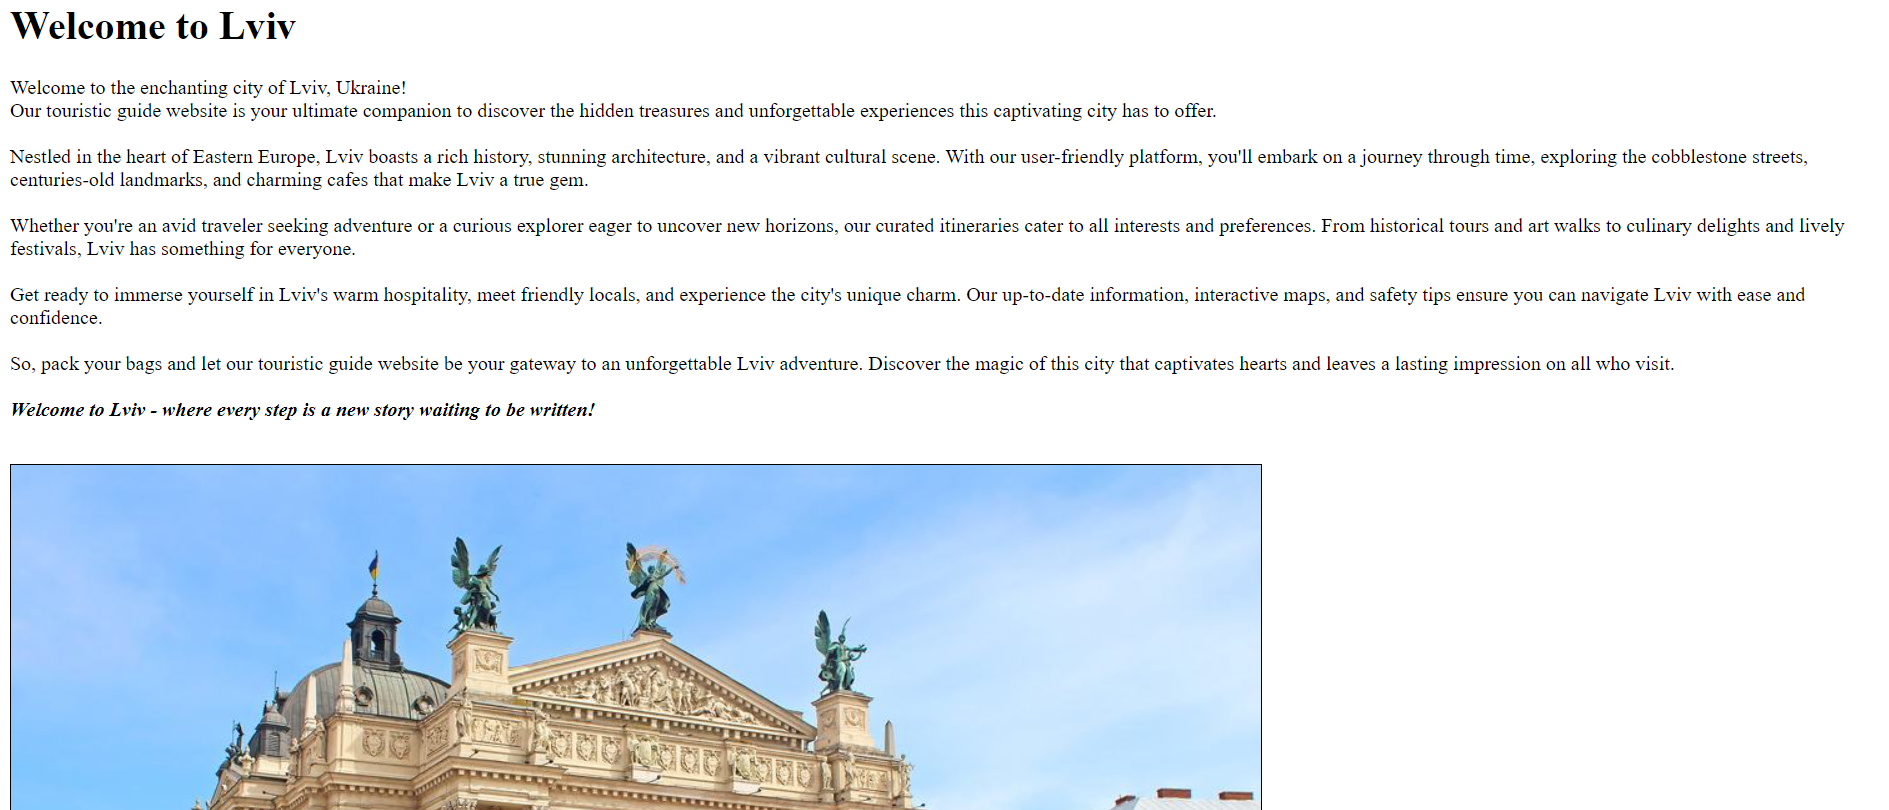 Welcome to Lviv
Welcome to the enchanting city of Lviv, Ukraine!
Our touristic guide website is your ultimate companion to discover the hidden treasures and unforgettable experiences this captivating city has to offer.
Nestled in the heart of Eastern Europe, Lviv boasts a rich history, stunning architecture, and a vibrant cultural scene. With our user-friendly platform, you'll embark on a journey through time, exploring the cobblestone streets,
centuries-old landmarks, and charming cafes that make Lviv a true gem.
Whether you're an avid traveler seeking adventure or a curious explorer eager to uncover new horizons, our curated itineraries cater to all interests and preferences. From historical tours and art walks to culinary delights and lively
festivals, Lviv has something for everyone.
Get ready to immerse yourself in Lviv's warm hospitality, meet friendly locals, and experience the city's unique charm. Our up-to-date information, interactive maps, and safety tips ensure you can navigate Lviv with ease and
confidence.
So, pack your bags and let our touristic guide website be your gateway to an unforgettable Lviv adventure. Discover the magic of this city that captivates hearts and leaves a lasting impression on all who visit.
Welcome to Lviv - where every step is a new story waiting to be written!